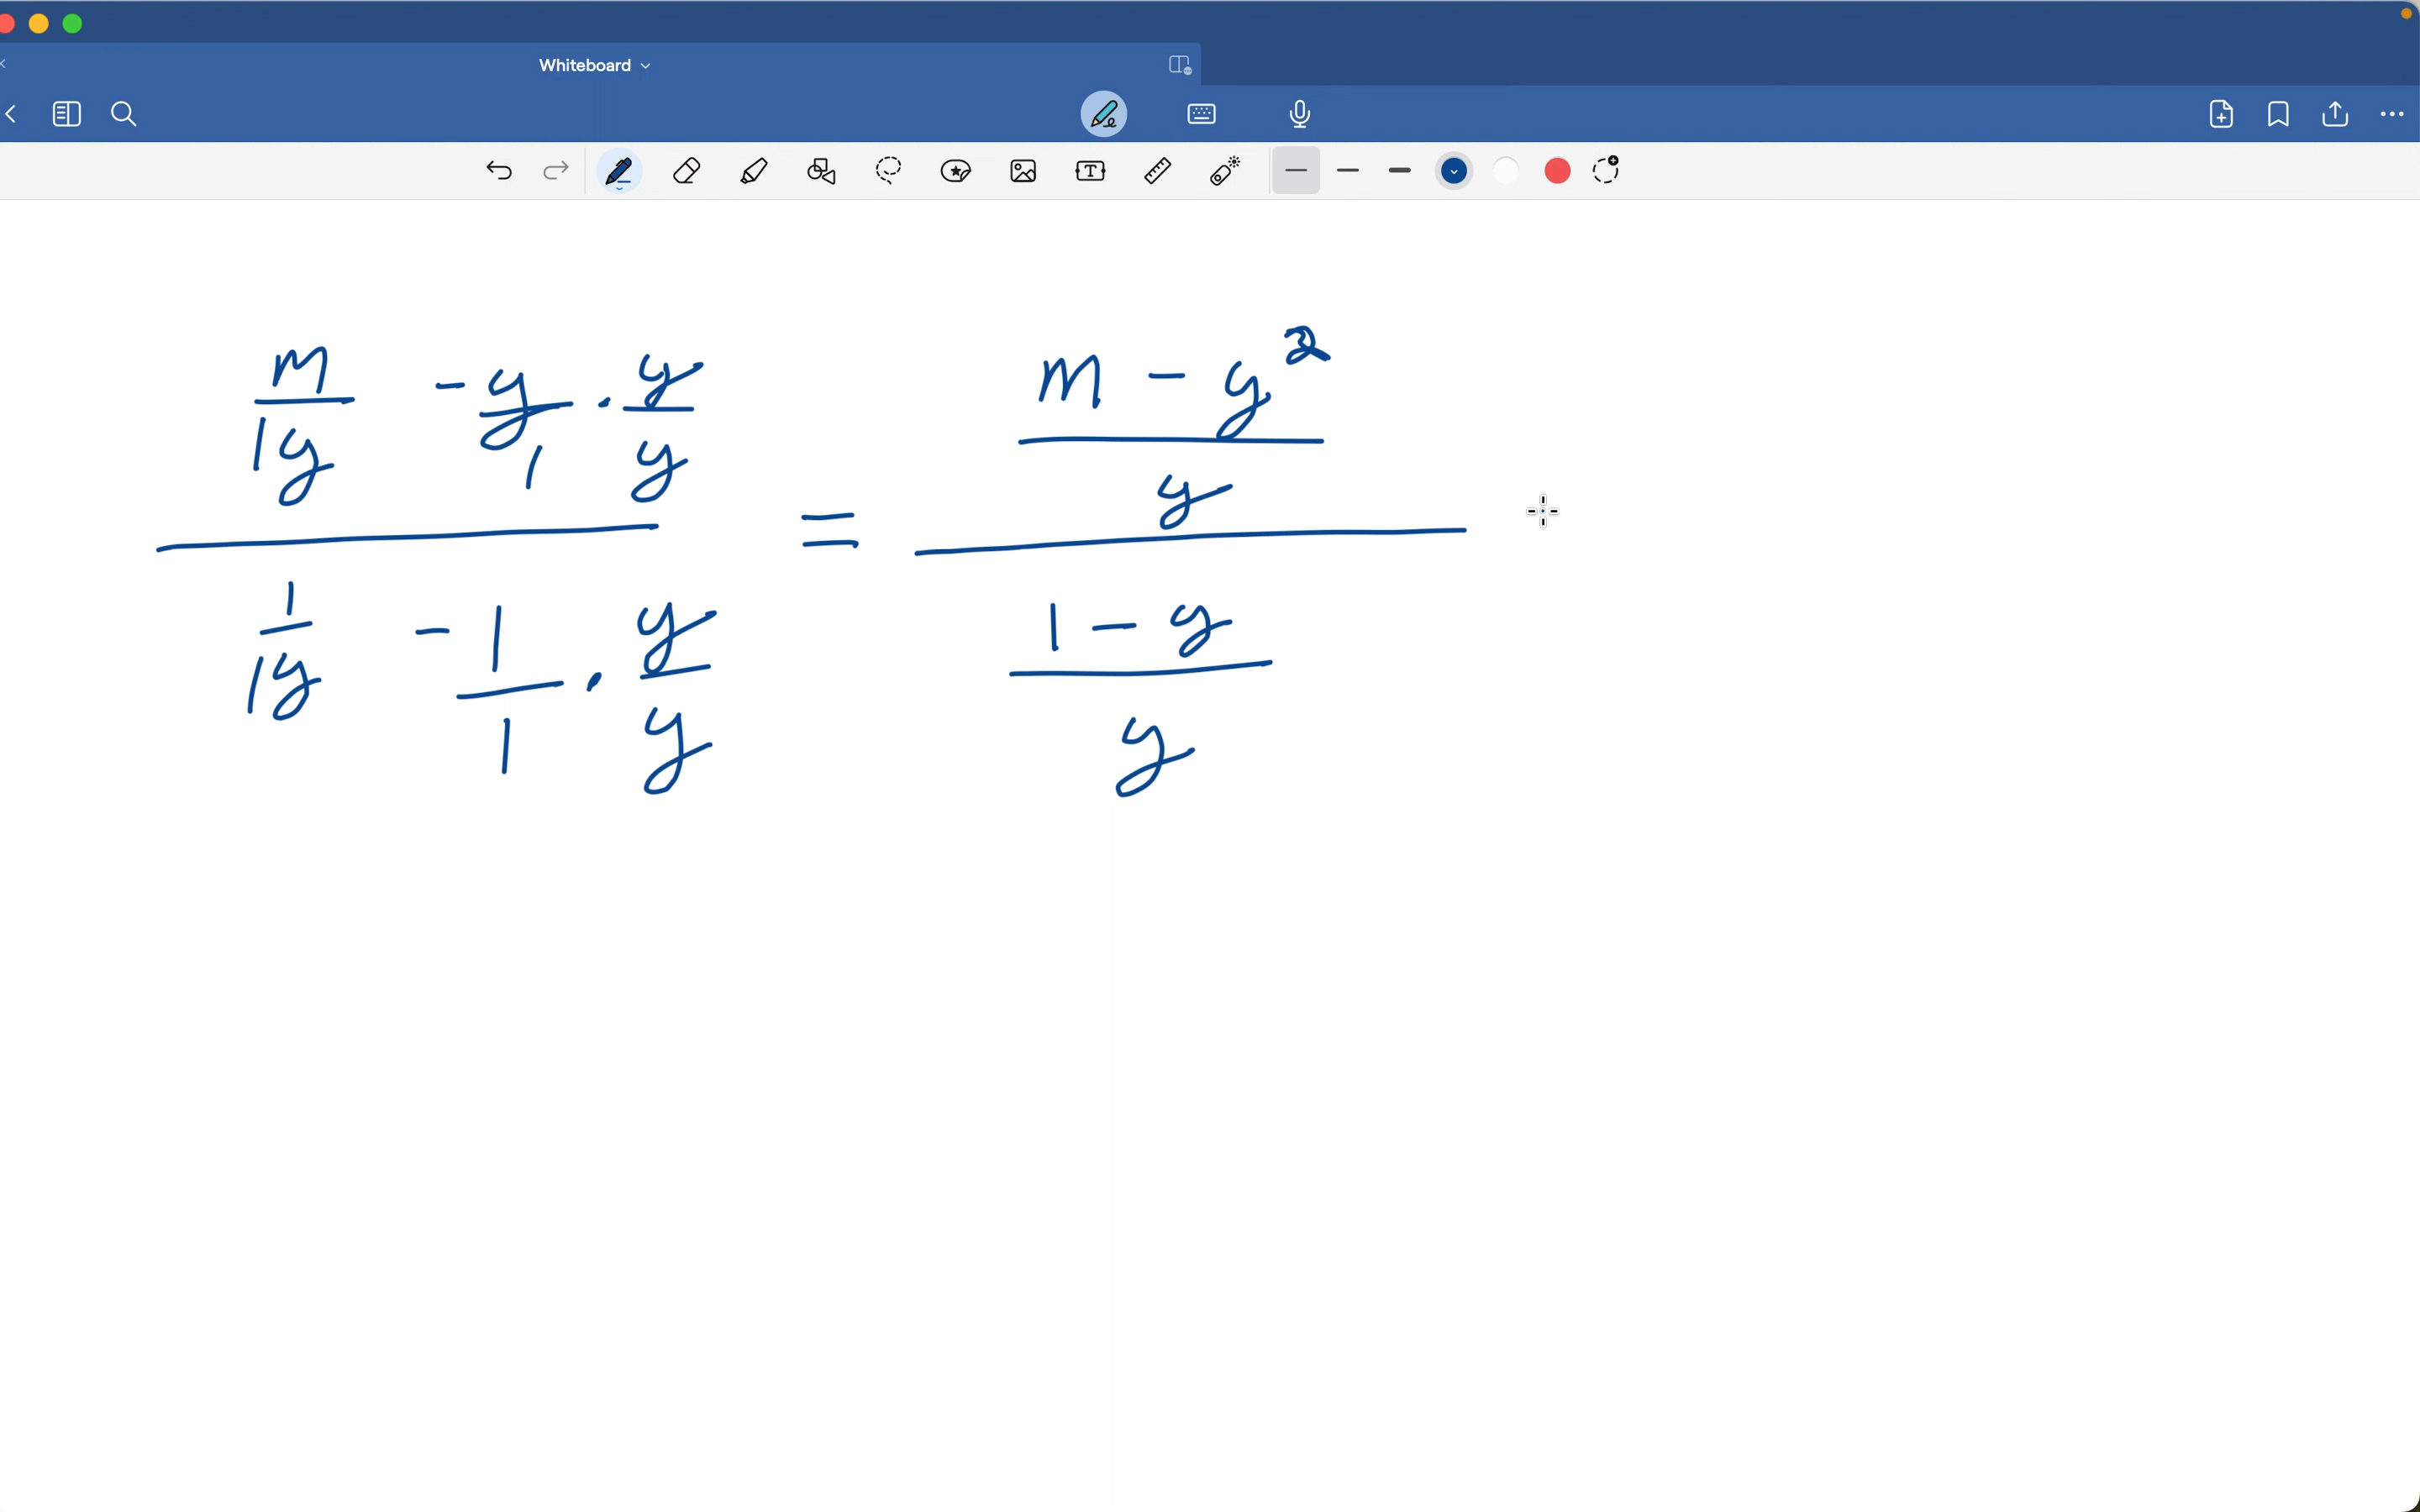 Whiteboard
m/1y - y/1 · y/y = (m - y²)/y
1/1y - 1/1 · y/y (1 - y)/y